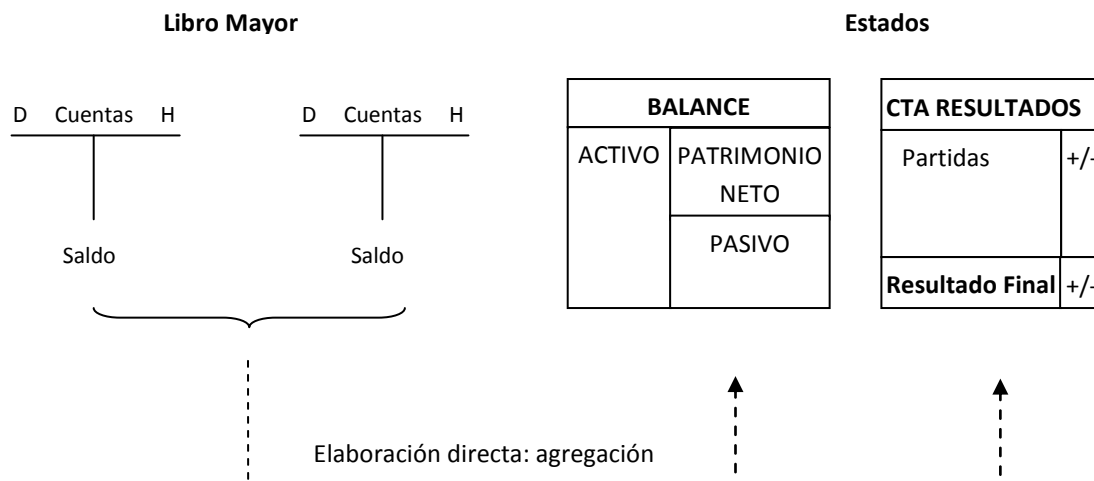 Libro Mayor
Estados
D Cuentas H
D Cuentas H
Saldo
Saldo
BALANCE
ACTIVO
PATRIMONIO
NETO
PASIVO
CTA RESULTADOS
Partidas
+/-
Resultado Final
+/-
Elaboración directa: agregación